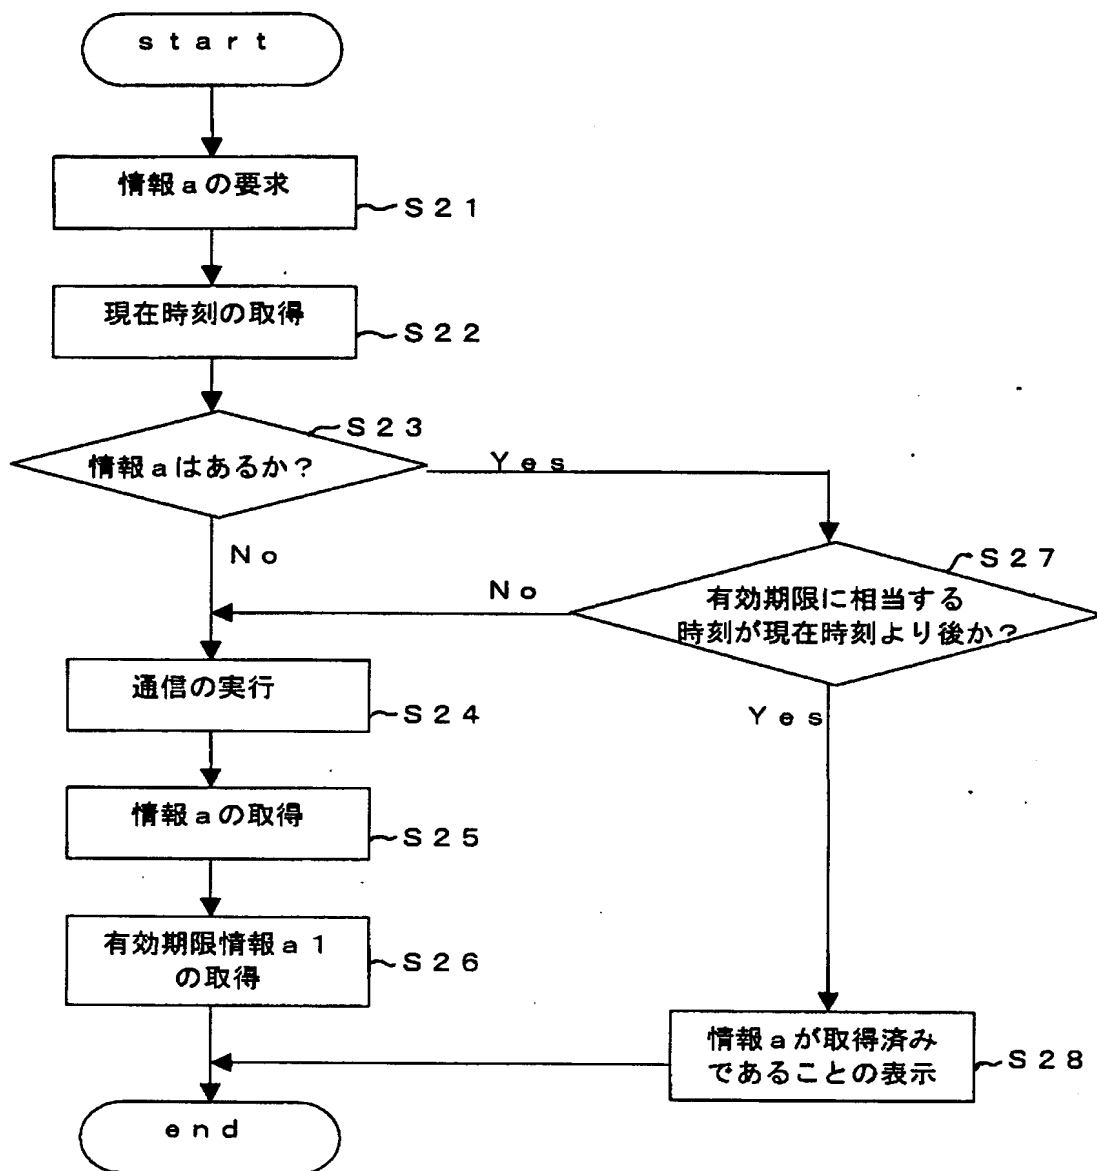 start
情報aの要求
S21
現在時刻の取得
S22
S23
情報aはあるか？
Yes
No
S27
有効期限に相当する
時刻が現在時刻より後か？
No
Yes
通信の実行
S24
情報aの取得
S25
有効期限情報a1
の取得
S26
情報aが取得済み
であることの表示
S28
end